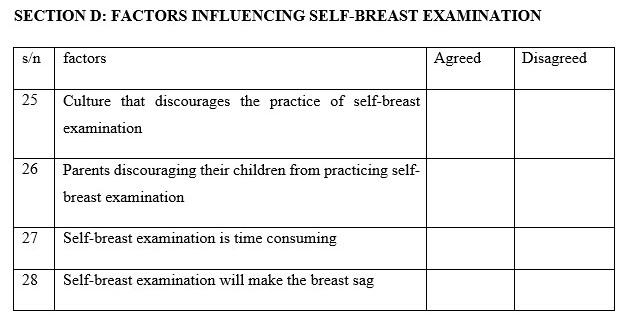 SECTION D: FACTORS INFLUENCING SELF-BREAST EXAMINATION
s/n factors Agreed Disagreed
25 Culture that discourages the practice of self-breast
examination
26 Parents discouraging their children from practicing self-
breast examination
27 Self-breast examination is time consuming
28 Self-breast examination will make the breast sag